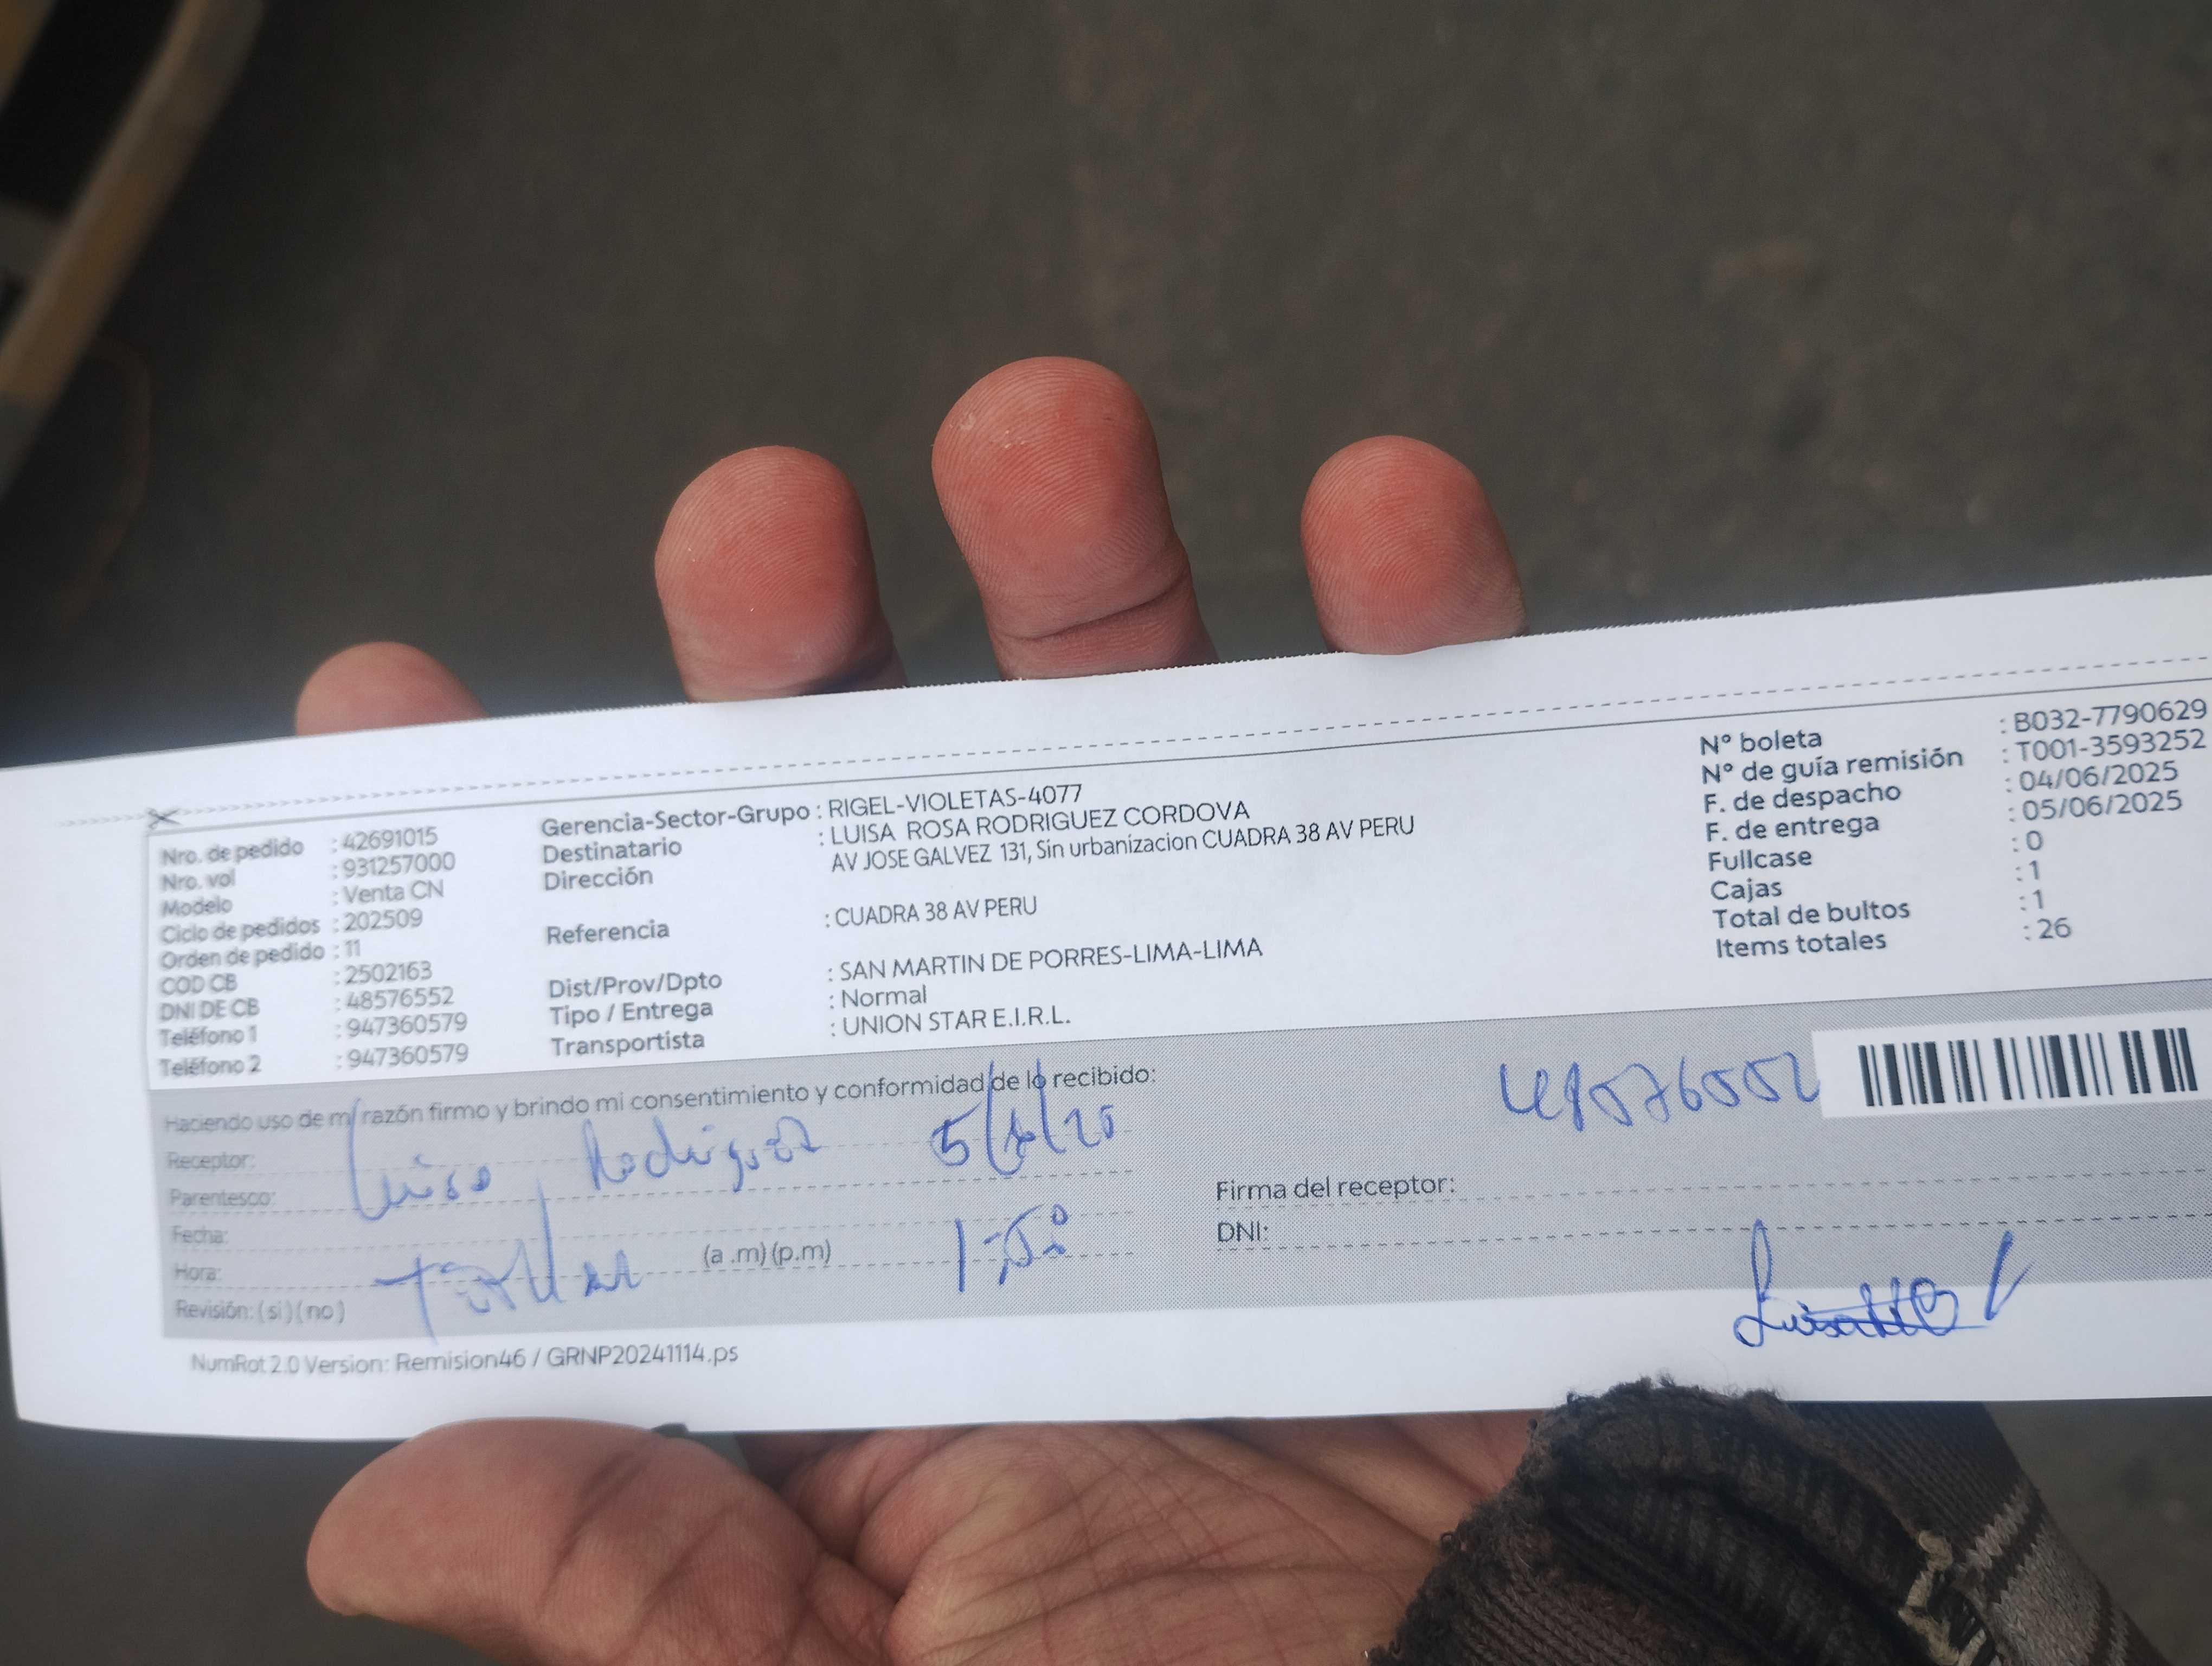 Nro. de pedido : 42691015
Nro. vol : 931257000
Modelo : Venta CN
Ciclo de pedidos : 202509
Orden de pedido : 11
COD CB : 2502163
DNI DE CB : 48576552
Teléfono 1 : 947360579
Teléfono 2 : 947360579
Gerencia-Sector-Grupo : RIGEL-VIOLETAS-4077
Destinatario : LUISA ROSA RODRIGUEZ CORDOVA
Dirección AV JOSE GALVEZ 131, Sin urbanizacion CUADRA 38 AV PERU
Referencia : CUADRA 38 AV PERU
Dist/Prov/Dpto : SAN MARTIN DE PORRES-LIMA-LIMA
Tipo / Entrega : Normal
Transportista : UNION STAR E.I.R.L.
N° boleta : B032-7790629
N° de guía remisión : T001-3593252
F. de despacho : 04/06/2025
F. de entrega : 05/06/2025
Fullcase : 0
Cajas : 1
Total de bultos : 1
Items totales : 26
Haciendo uso de mi razón firmo y brindo mi consentimiento y conformidad de lo recibido:
Receptor: Luisa Rodriguez
Parentesco:
Fecha:
Hora: (a .m) (p.m) 1:50
Revisión: ( si ) ( no )
48576552
Firma del receptor:
DNI:
NumRot 2.0 Version: Remision46 / GRNP20241114.ps